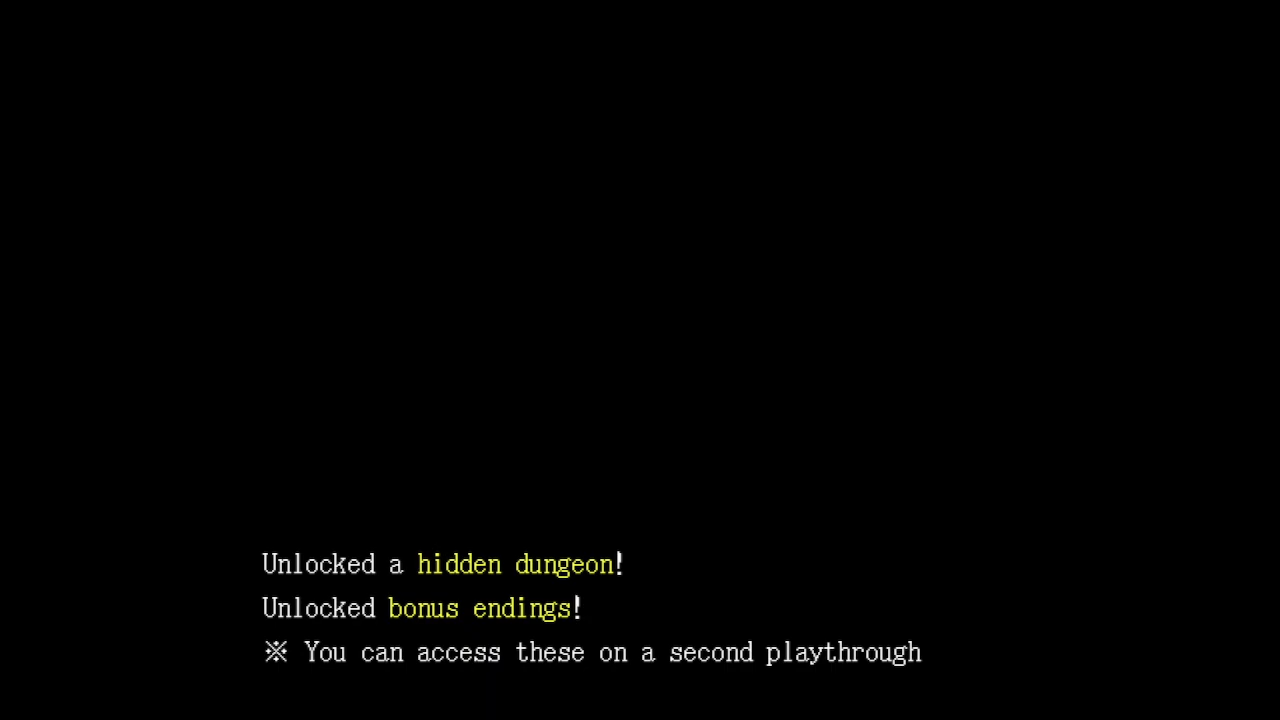 Unlocked a hidden dungeon!
Unlocked bonus endings!
※ You can access these on a second playthrough